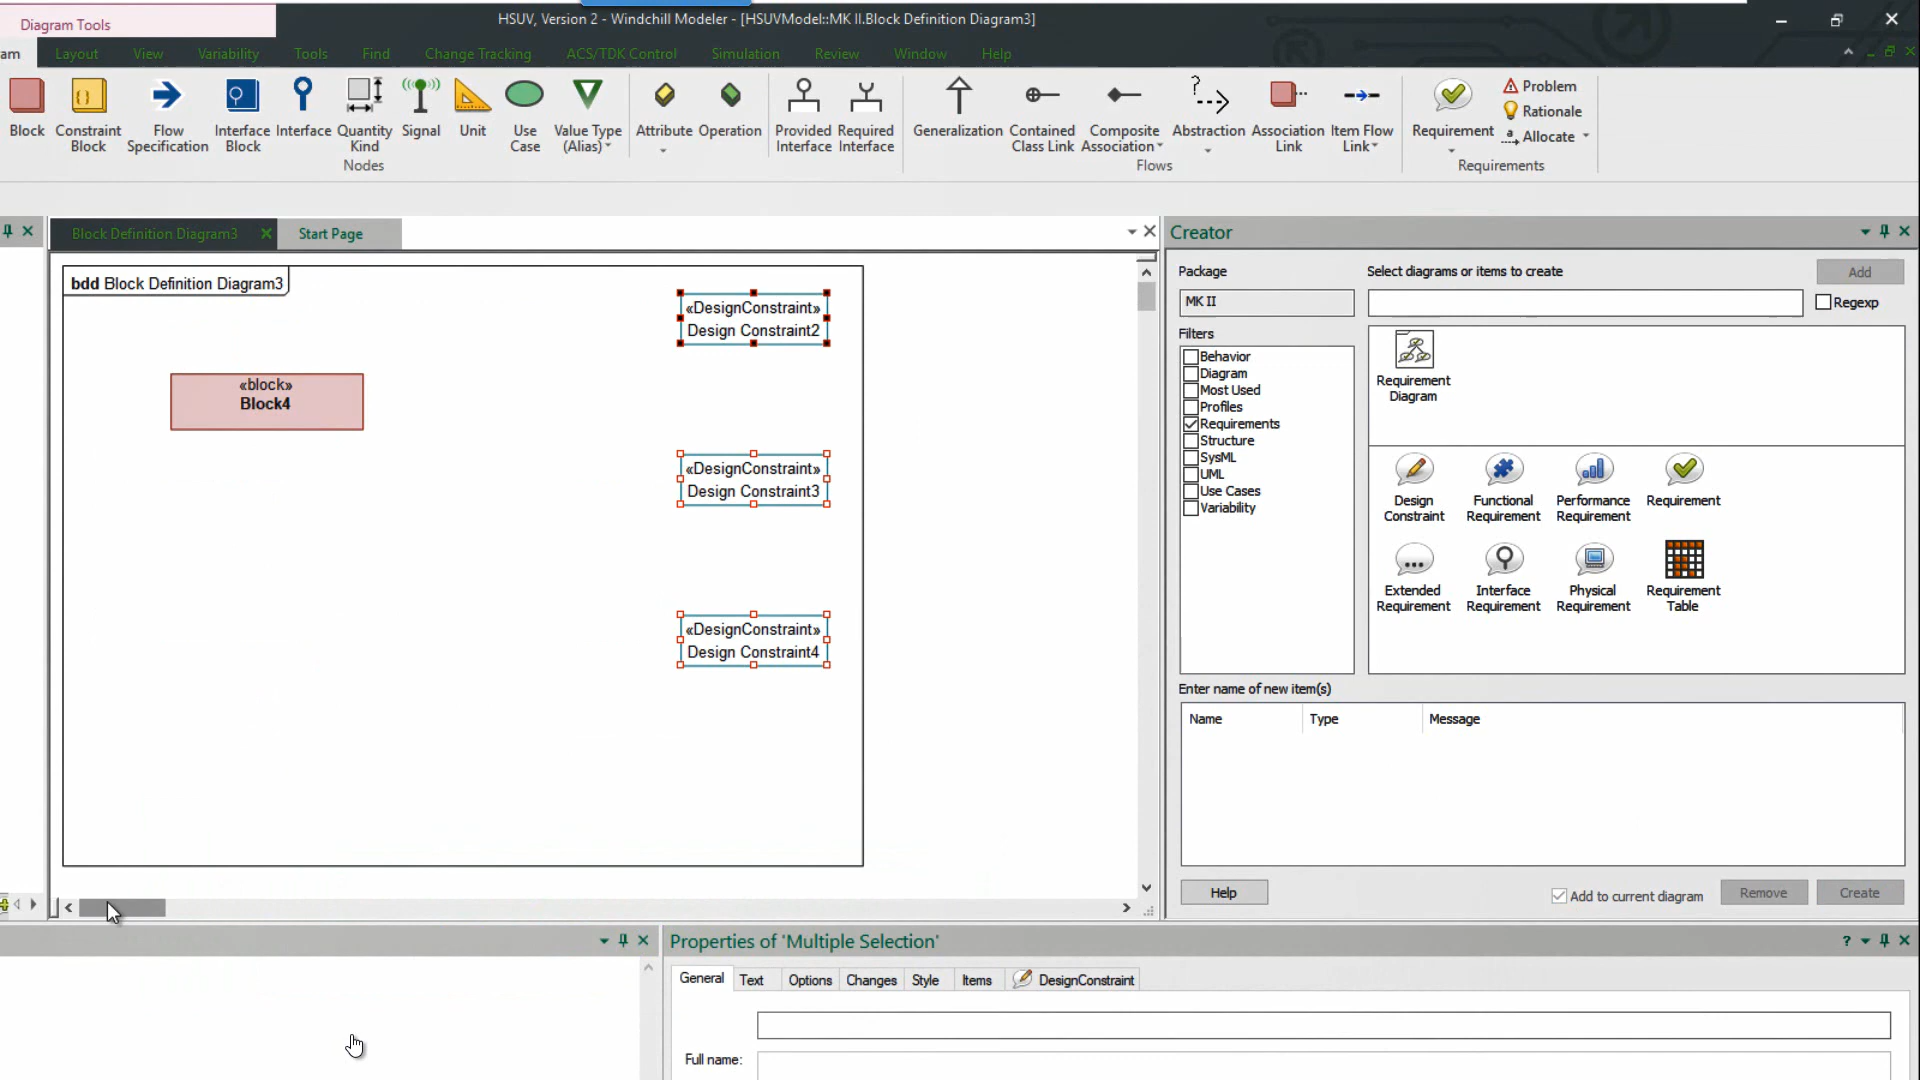 Diagram Tools
HSUV, Version 2 - Windchill Modeler - [HSUVModel::MK II.Block Definition Diagram3]
am
Layout
View
Variability
Tools
Find
Change Tracking
ACS/TDK Control
Simulation
Review
Window
Help
Block
Constraint
Block
Flow
Specification
Interface
Block
Interface
Quantity
Kind
Signal
Unit
Use
Case
Value Type
(Alias)
Attribute
Operation
Provided
Interface
Required
Interface
Generalization
Contained
Class Link
Composite
Association
Abstraction
Association
Link
Item Flow
Link
Requirement
Problem
Rationale
Allocate
Nodes
Flows
Requirements
Block Definition Diagram3
Start Page
bdd Block Definition Diagram3
«block»
Block4
«DesignConstraint»
Design Constraint2
«DesignConstraint»
Design Constraint3
«DesignConstraint»
Design Constraint4
Creator
Package
MK II
Select diagrams or items to create
Add
Regexp
Filters
Behavior
Diagram
Most Used
Profiles
Requirements
Structure
SysML
UML
Use Cases
Variability
Requirement
Diagram
Design
Constraint
Functional
Requirement
Performance
Requirement
Requirement
Extended
Requirement
Interface
Requirement
Physical
Requirement
Requirement
Table
Enter name of new item(s)
Name
Type
Message
Help
Add to current diagram
Remove
Create
Properties of 'Multiple Selection'
General
Text
Options
Changes
Style
Items
DesignConstraint
Full name: